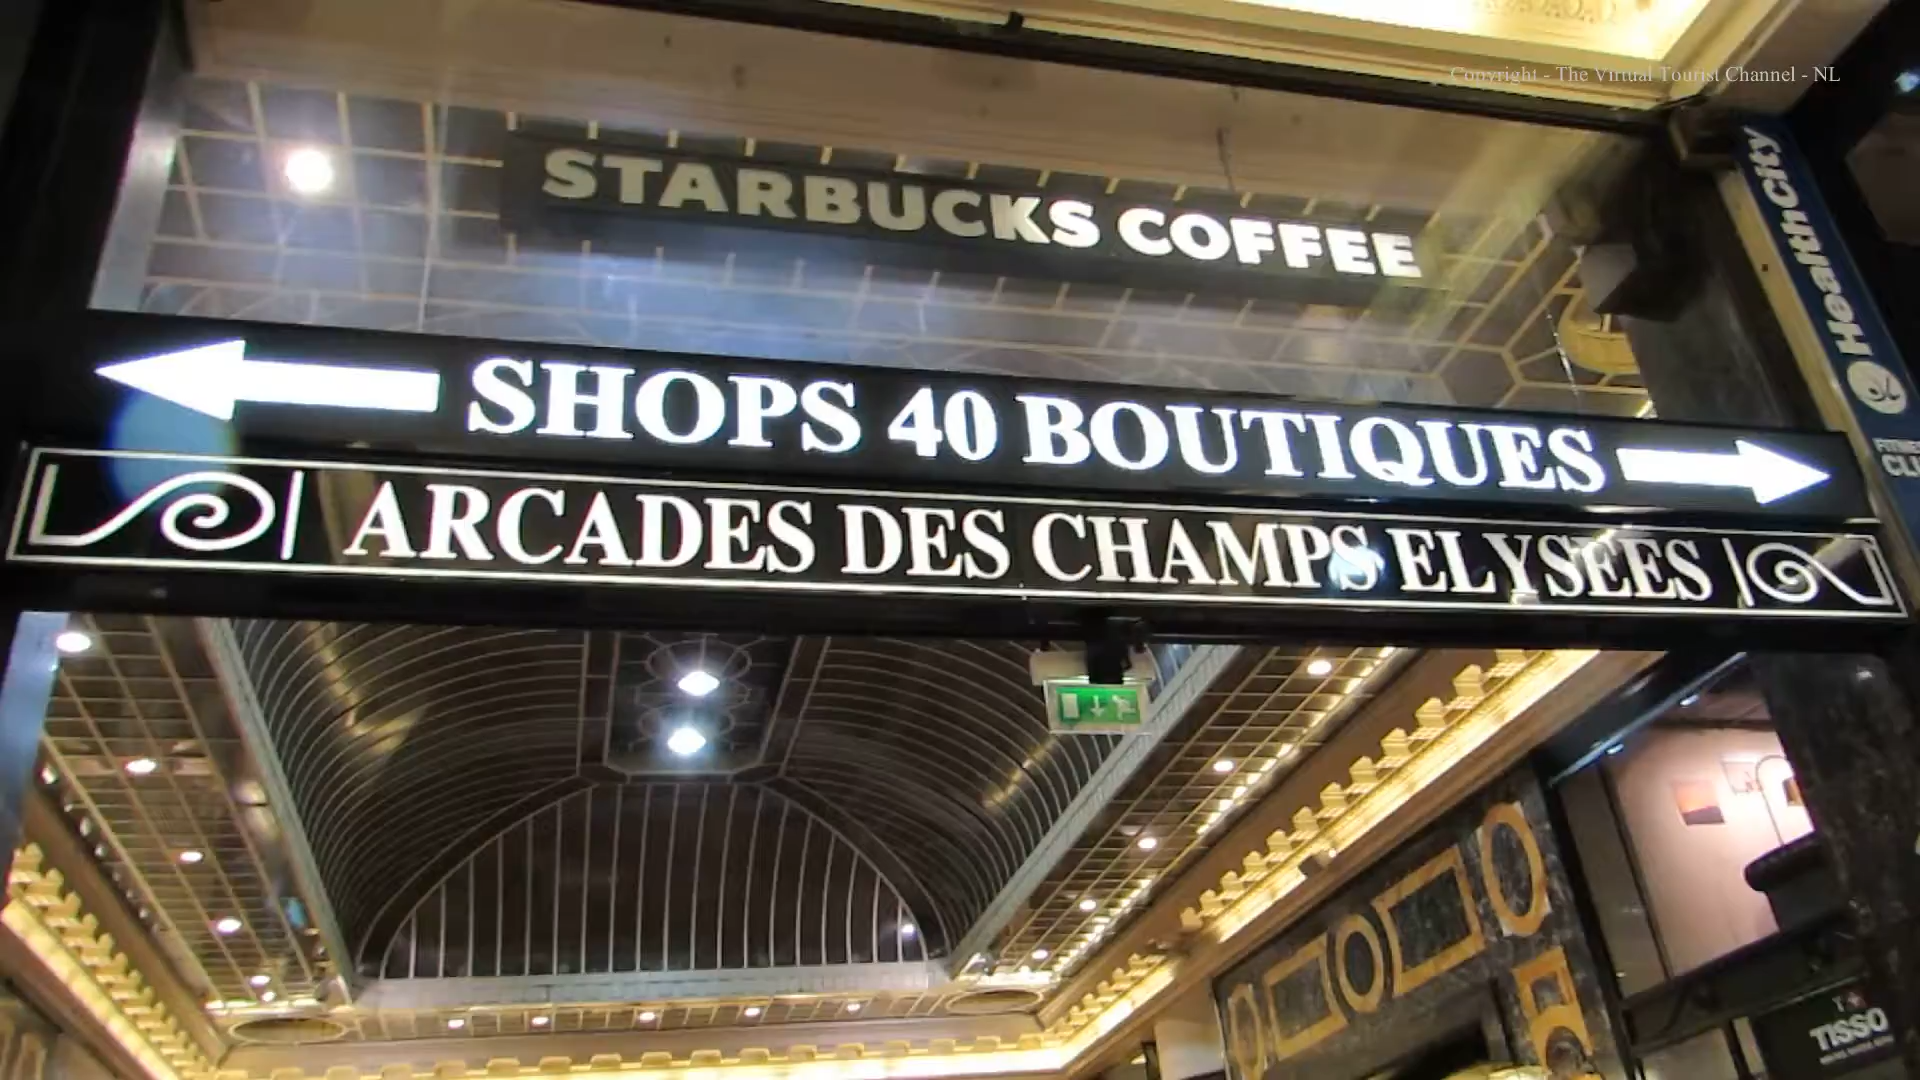 Copyright - The Virtual Tourist Channel - NL
STARBUCKS COFFEE
HealthCity
SHOPS 40 BOUTIQUES
ARCADES DES CHAMPS ELYSEES
TISSO